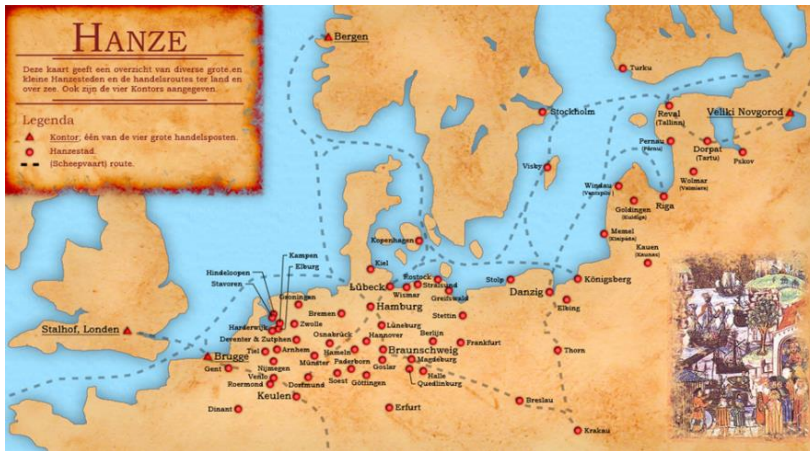 HANZE
Deze kaart geeft een overzicht van diverse grote en
kleine Hanzesteden en de handelsroutes ter land en
over zee. Ook zijn de vier Kontors aangegeven.
Legenda
Kontor; één van de vier grote handelsposten.
Hanzestad.
(Scheepvaart) route.
Bergen
Turku
Stockholm
Reval
(Tallinn)
Veliki Novgorod
Pernau
(Pärnu)
Dorpat
(Tartu)
Pskov
Visby
Wolmar
(Valmiera)
Windau
(Ventspils)
Goldingen
(Kuldiga)
Riga
Memel
(Klaipėda)
Kauen
(Kaunas)
Kopenhagen
Kampen
Elburg
Hindeloopen
Stavoren
Kiel
Lübeck
Rostock
Wismar
Stralsund
Greifswald
Stolp
Danzig
Königsberg
Elbing
Groningen
Bremen
Hamburg
Stettin
Stalhof, Londen
Harderwijk
Zwolle
Lüneburg
Deventer & Zutphen
Osnabrück
Hannover
Berlijn
Frankfurt
Thorn
Brugge
Tiel
Arnhem
Hameln
Braunschweig
Gent
Nijmegen
Münster
Paderborn
Goslar
Magdeburg
Venlo
Roermond
Dortmund
Soest
Göttingen
Halle
Quedlinburg
Keulen
Dinant
Erfurt
Breslau
Krakau